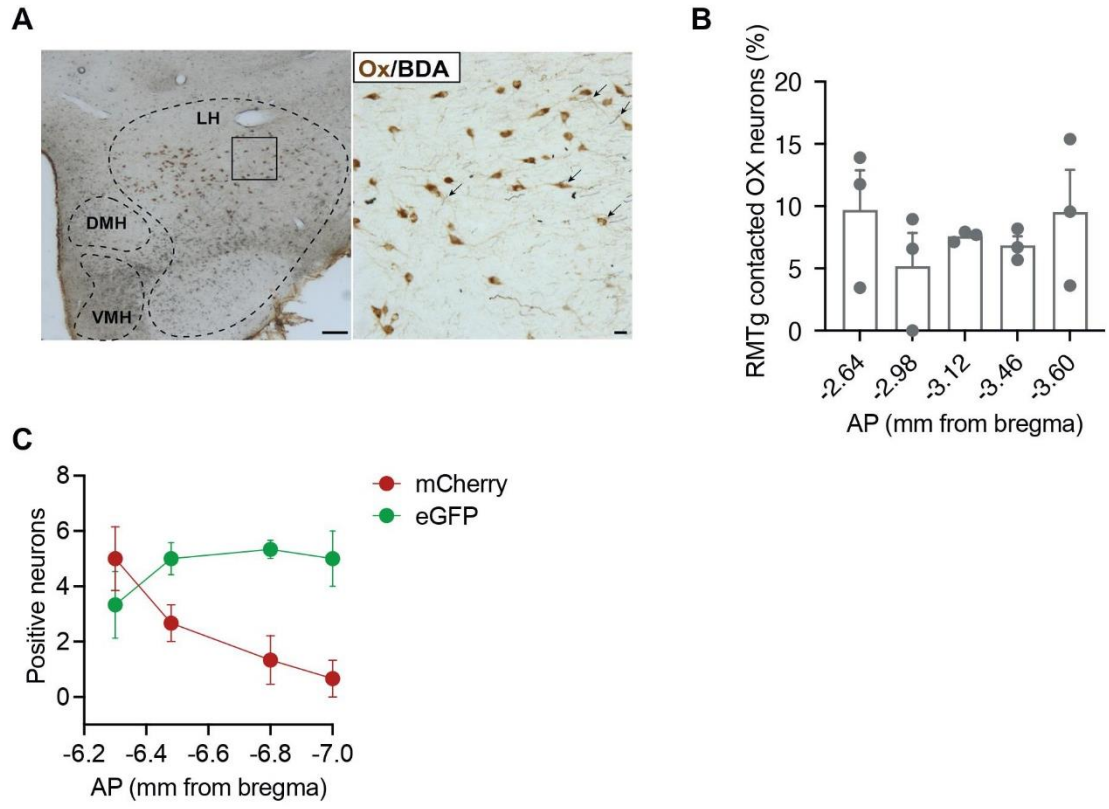 A
Ox/BDA
LH
DMH
VMH
B
RMTg contacted OX neurons (%)
20
15
10
5
0
-2.64
-2.98
-3.12
-3.46
-3.60
AP (mm from bregma)
C
Positive neurons
8
6
4
2
0
-6.2
-6.4
-6.6
-6.8
-7.0
AP (mm from bregma)
mCherry
eGFP